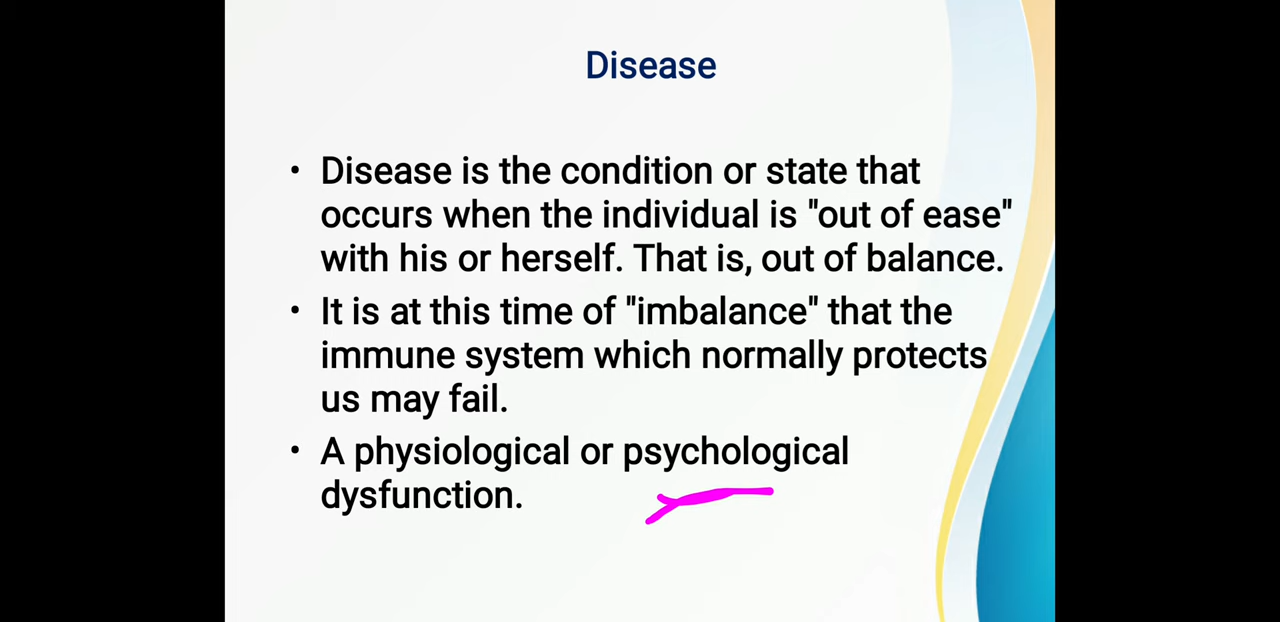 Disease
• Disease is the condition or state that
occurs when the individual is "out of ease"
with his or herself. That is, out of balance.
• It is at this time of "imbalance" that the
immune system which normally protects
us may fail.
• A physiological or psychological
dysfunction.